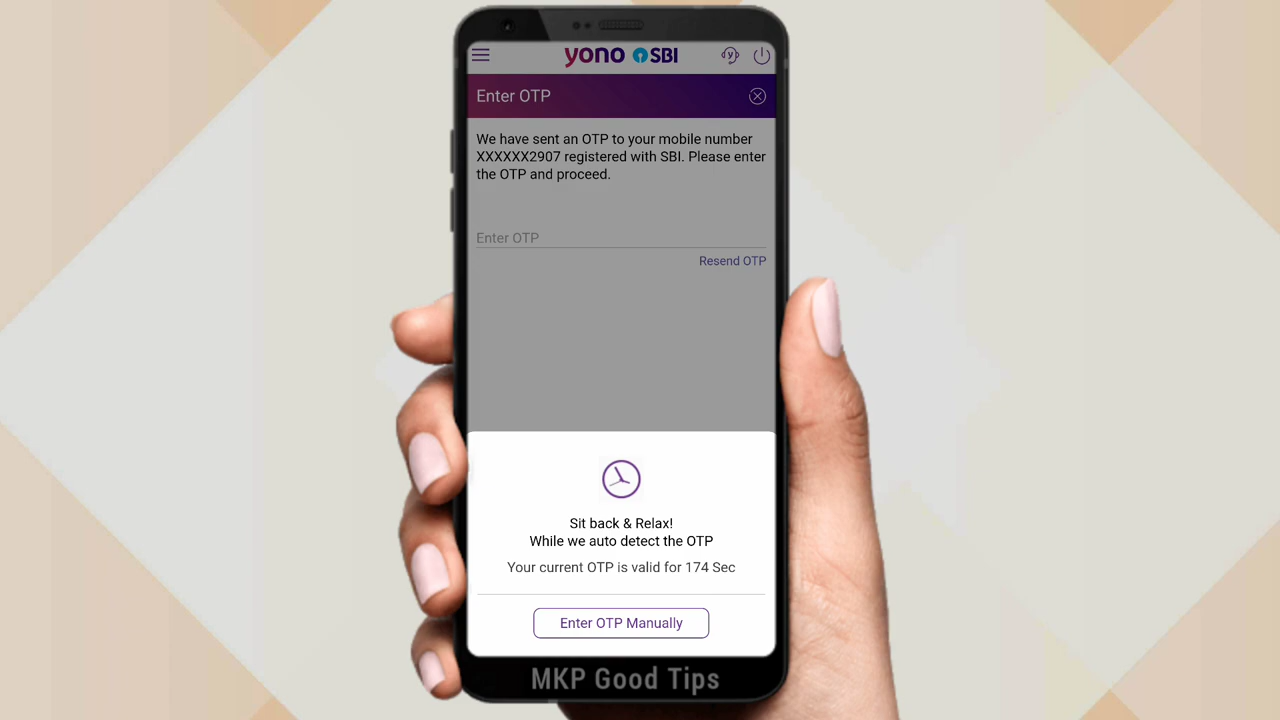 yono SBI
y
Enter OTP
We have sent an OTP to your mobile number
XXXXXX2907 registered with SBI. Please enter
the OTP and proceed.
Enter OTP
Resend OTP
Sit back & Relax!
While we auto detect the OTP
Your current OTP is valid for 174 Sec
Enter OTP Manually
MKP Good Tips